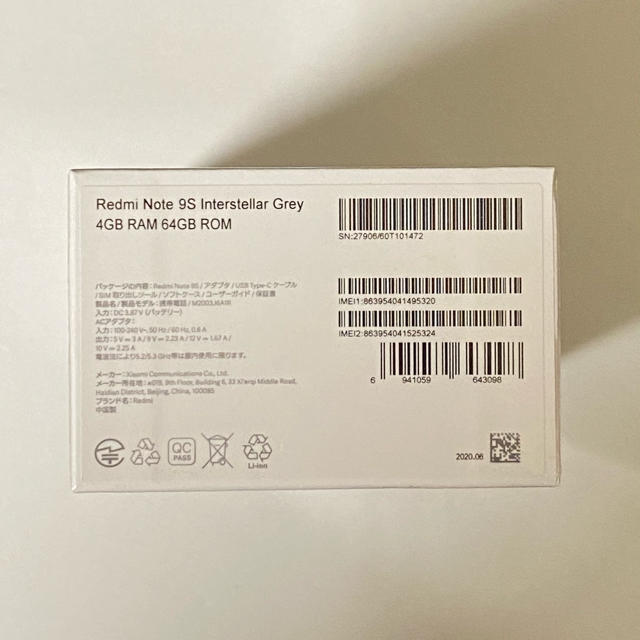 Redmi Note 9S Interstellar Grey
4GB RAM 64GB ROM
SN:27906/60T101472
パッケージの内容：Redmi Note 9S / アダプタ / USB Type-C ケーブル
/ SIM 取り出しツール / ソフトケース / ユーザーガイド / 保証書
製品名 / 製品モデル：携帯電話 / M2003J6A1R
入力：DC 3.87V (バッテリー)
ACアダプタ：
入力：100-240 V~, 50 Hz / 60 Hz, 0.6 A
出力：5 V⎓3 A / 9 V⎓2.23 A / 12 V⎓1.67 A /
10 V⎓2.25 A
電波法により5.2/5.3 GHz帯は屋内使用に限ります。
IMEI1:863954041495320
IMEI2:863954041525324
6 941059 643098
メーカー：Xiaomi Communications Co., Ltd.
メーカー所在地：#019, 9th Floor, Building 6, 33 Xi'erqi Middle Road,
Haidian District, Beijing, China, 100085
ブランド名：Redmi
中国製
QC
PASS
Li-ion
2020.06